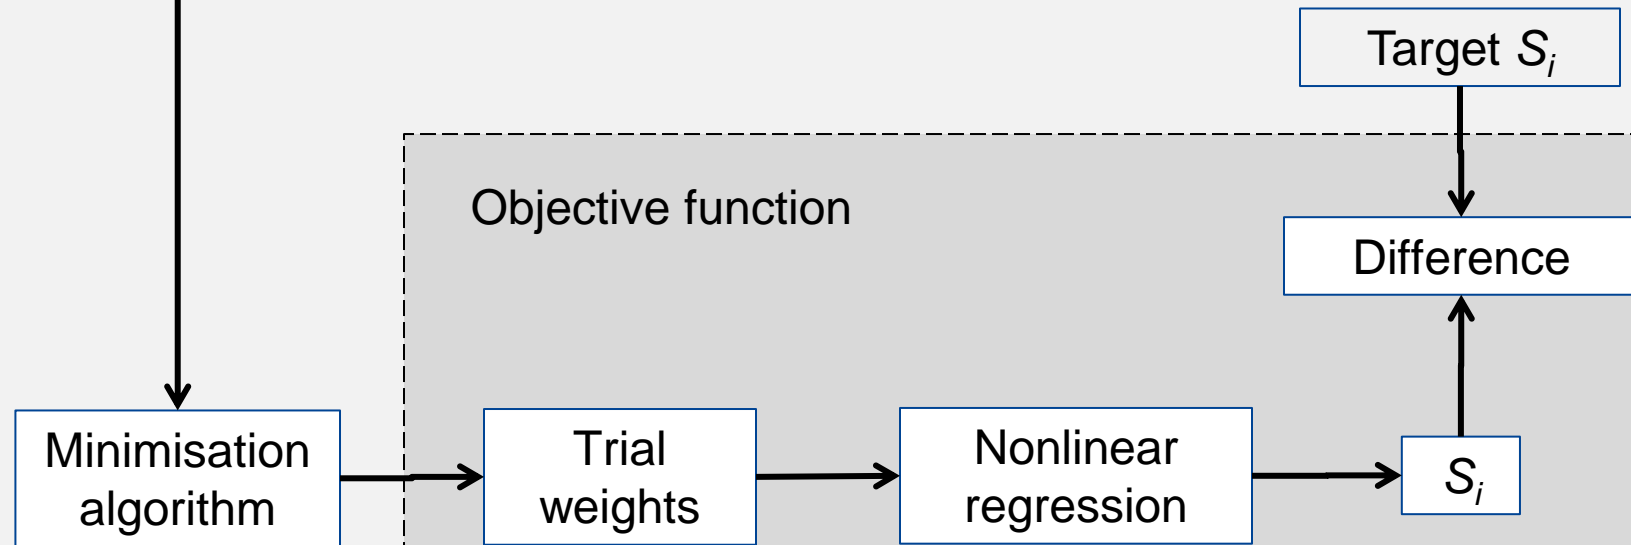 Target Si
Objective function
Difference
Minimisation
algorithm
Trial
weights
Nonlinear
regression
Si